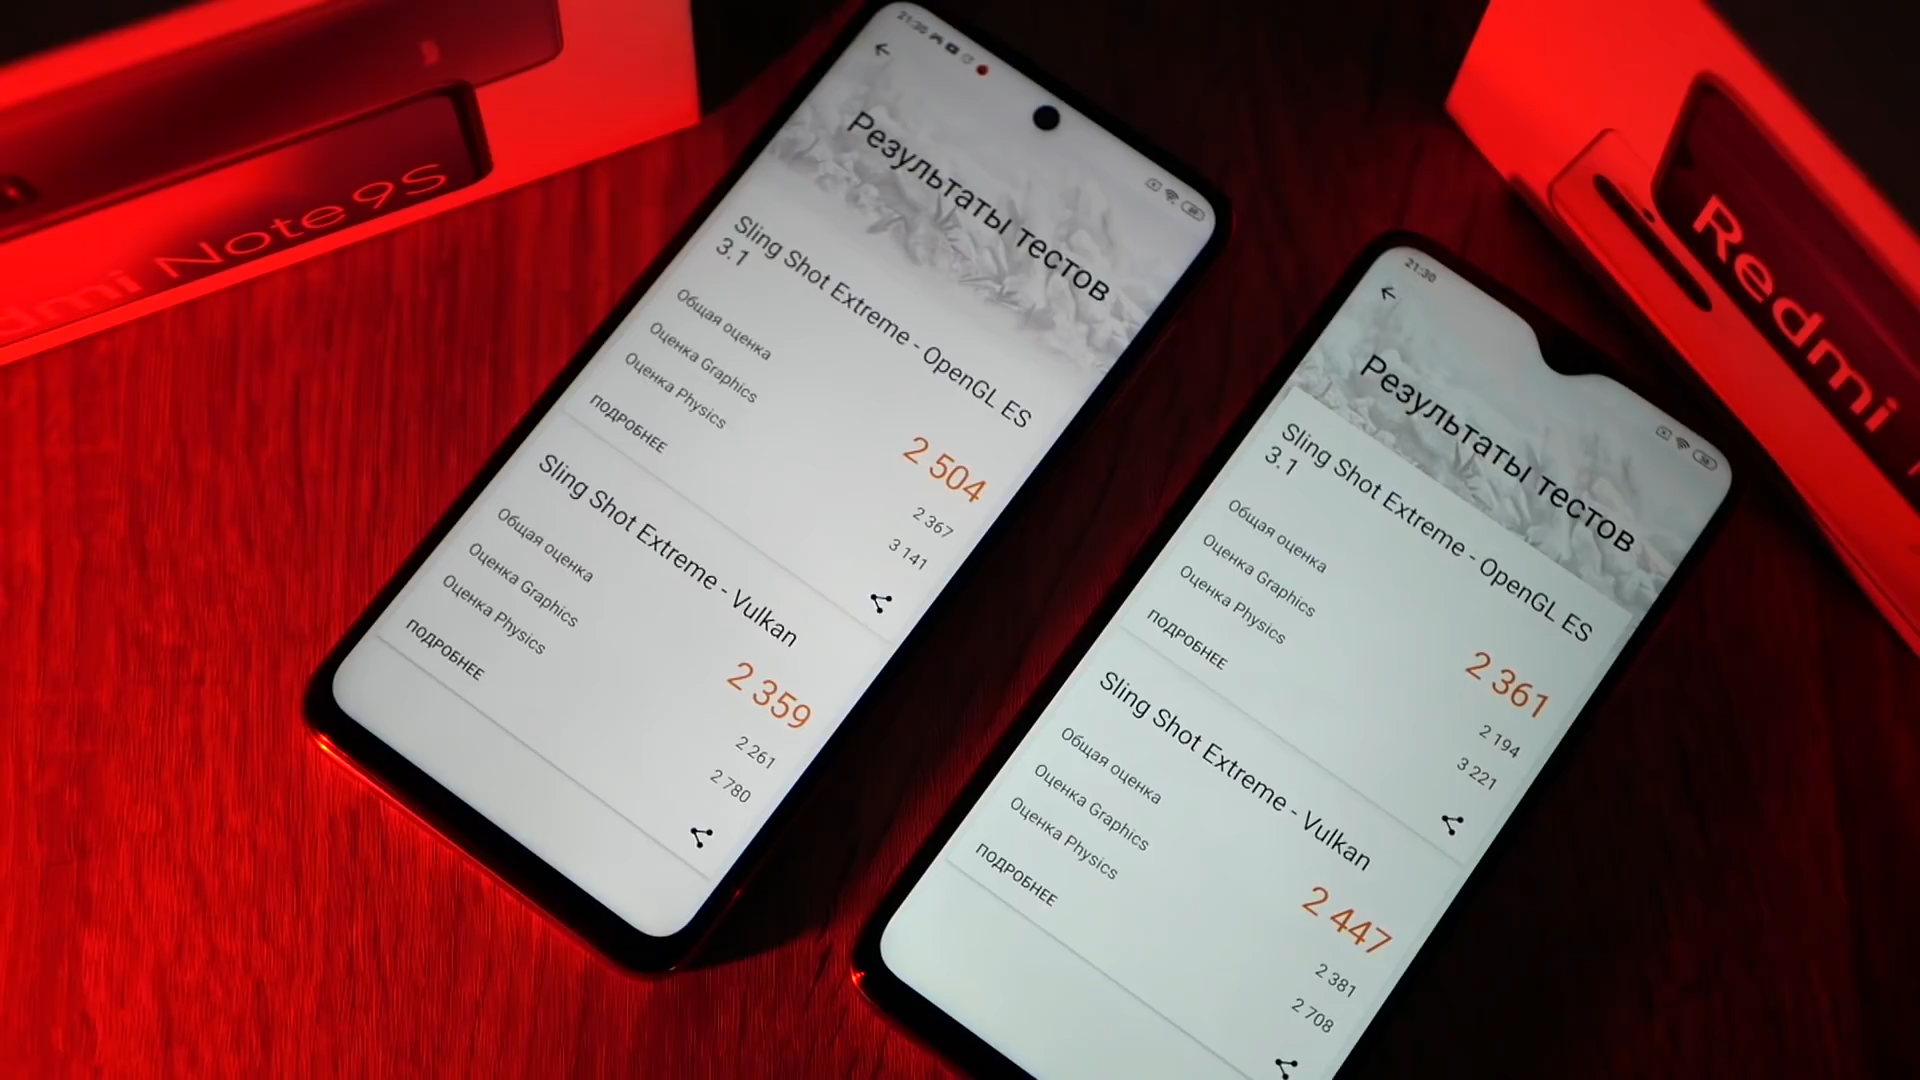 Redmi Note 9S
21:30
Результаты тестов
Sling Shot Extreme - OpenGL ES
3.1
Общая оценка
2 504
Оценка Graphics
2 367
Оценка Physics
3 141
ПОДРОБНЕЕ
Sling Shot Extreme - Vulkan
Общая оценка
2 359
Оценка Graphics
2 261
Оценка Physics
2 780
ПОДРОБНЕЕ
21:30
Результаты тестов
Sling Shot Extreme - OpenGL ES
3.1
Общая оценка
2 361
Оценка Graphics
2 194
Оценка Physics
3 221
ПОДРОБНЕЕ
Sling Shot Extreme - Vulkan
Общая оценка
2 447
Оценка Graphics
2 381
Оценка Physics
2 708
ПОДРОБНЕЕ
Redmi